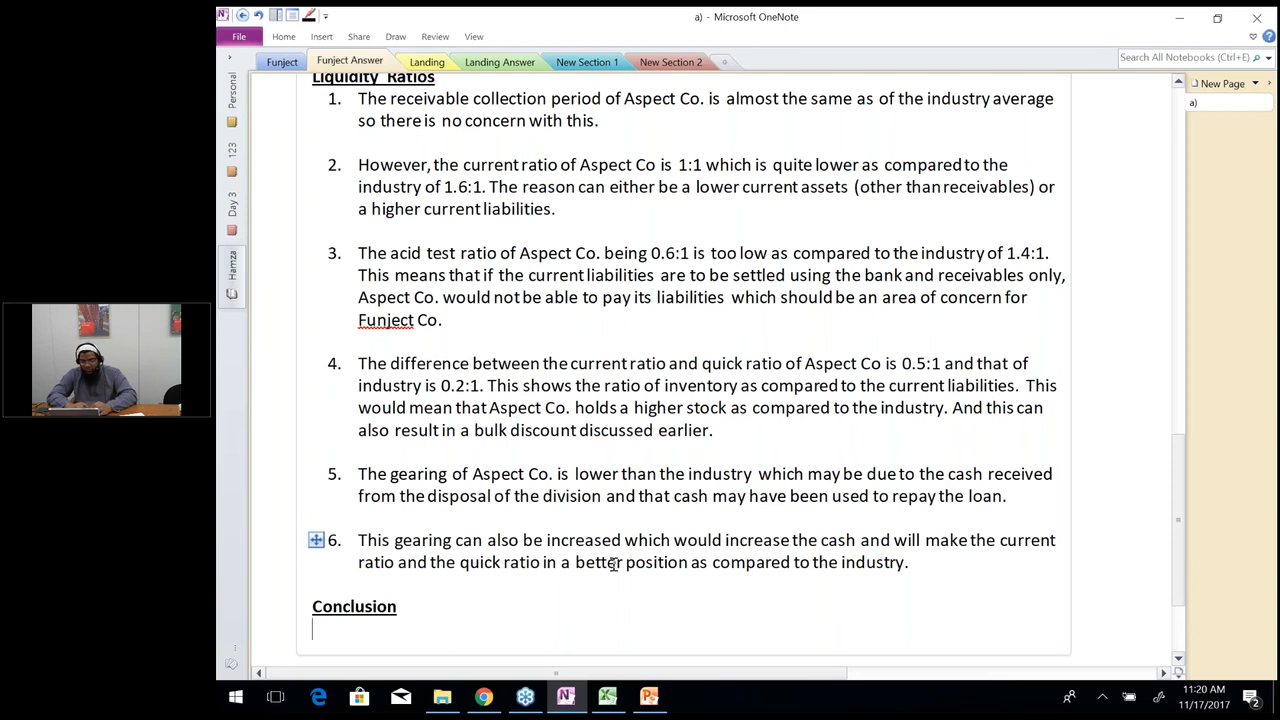 a) - Microsoft OneNote
File Home Insert Share Draw Review View
Funject Funject Answer Landing Landing Answer New Section 1 New Section 2
Search All Notebooks (Ctrl+E)
New Page
a)
Personal
123
Day 3
Hamza
Liquidity Ratios
1. The receivable collection period of Aspect Co. is almost the same as of the industry average
so there is no concern with this.
2. However, the current ratio of Aspect Co is 1:1 which is quite lower as compared to the
industry of 1.6:1. The reason can either be a lower current assets (other than receivables) or
a higher current liabilities.
3. The acid test ratio of Aspect Co. being 0.6:1 is too low as compared to the industry of 1.4:1.
This means that if the current liabilities are to be settled using the bank and receivables only,
Aspect Co. would not be able to pay its liabilities which should be an area of concern for
Funject Co.
4. The difference between the current ratio and quick ratio of Aspect Co is 0.5:1 and that of
industry is 0.2:1. This shows the ratio of inventory as compared to the current liabilities. This
would mean that Aspect Co. holds a higher stock as compared to the industry. And this can
also result in a bulk discount discussed earlier.
5. The gearing of Aspect Co. is lower than the industry which may be due to the cash received
from the disposal of the division and that cash may have been used to repay the loan.
6. This gearing can also be increased which would increase the cash and will make the current
ratio and the quick ratio in a better position as compared to the industry.
Conclusion
11:20 AM
11/17/2017
2